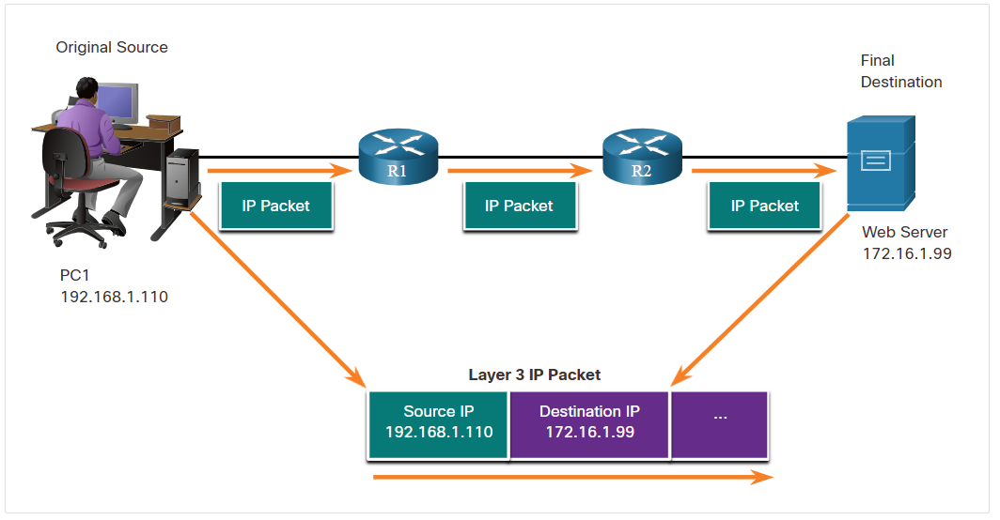 Original Source
Final
Destination
R1
R2
IP Packet
IP Packet
IP Packet
Web Server
172.16.1.99
PC1
192.168.1.110
Layer 3 IP Packet
Source IP
192.168.1.110
Destination IP
172.16.1.99
...